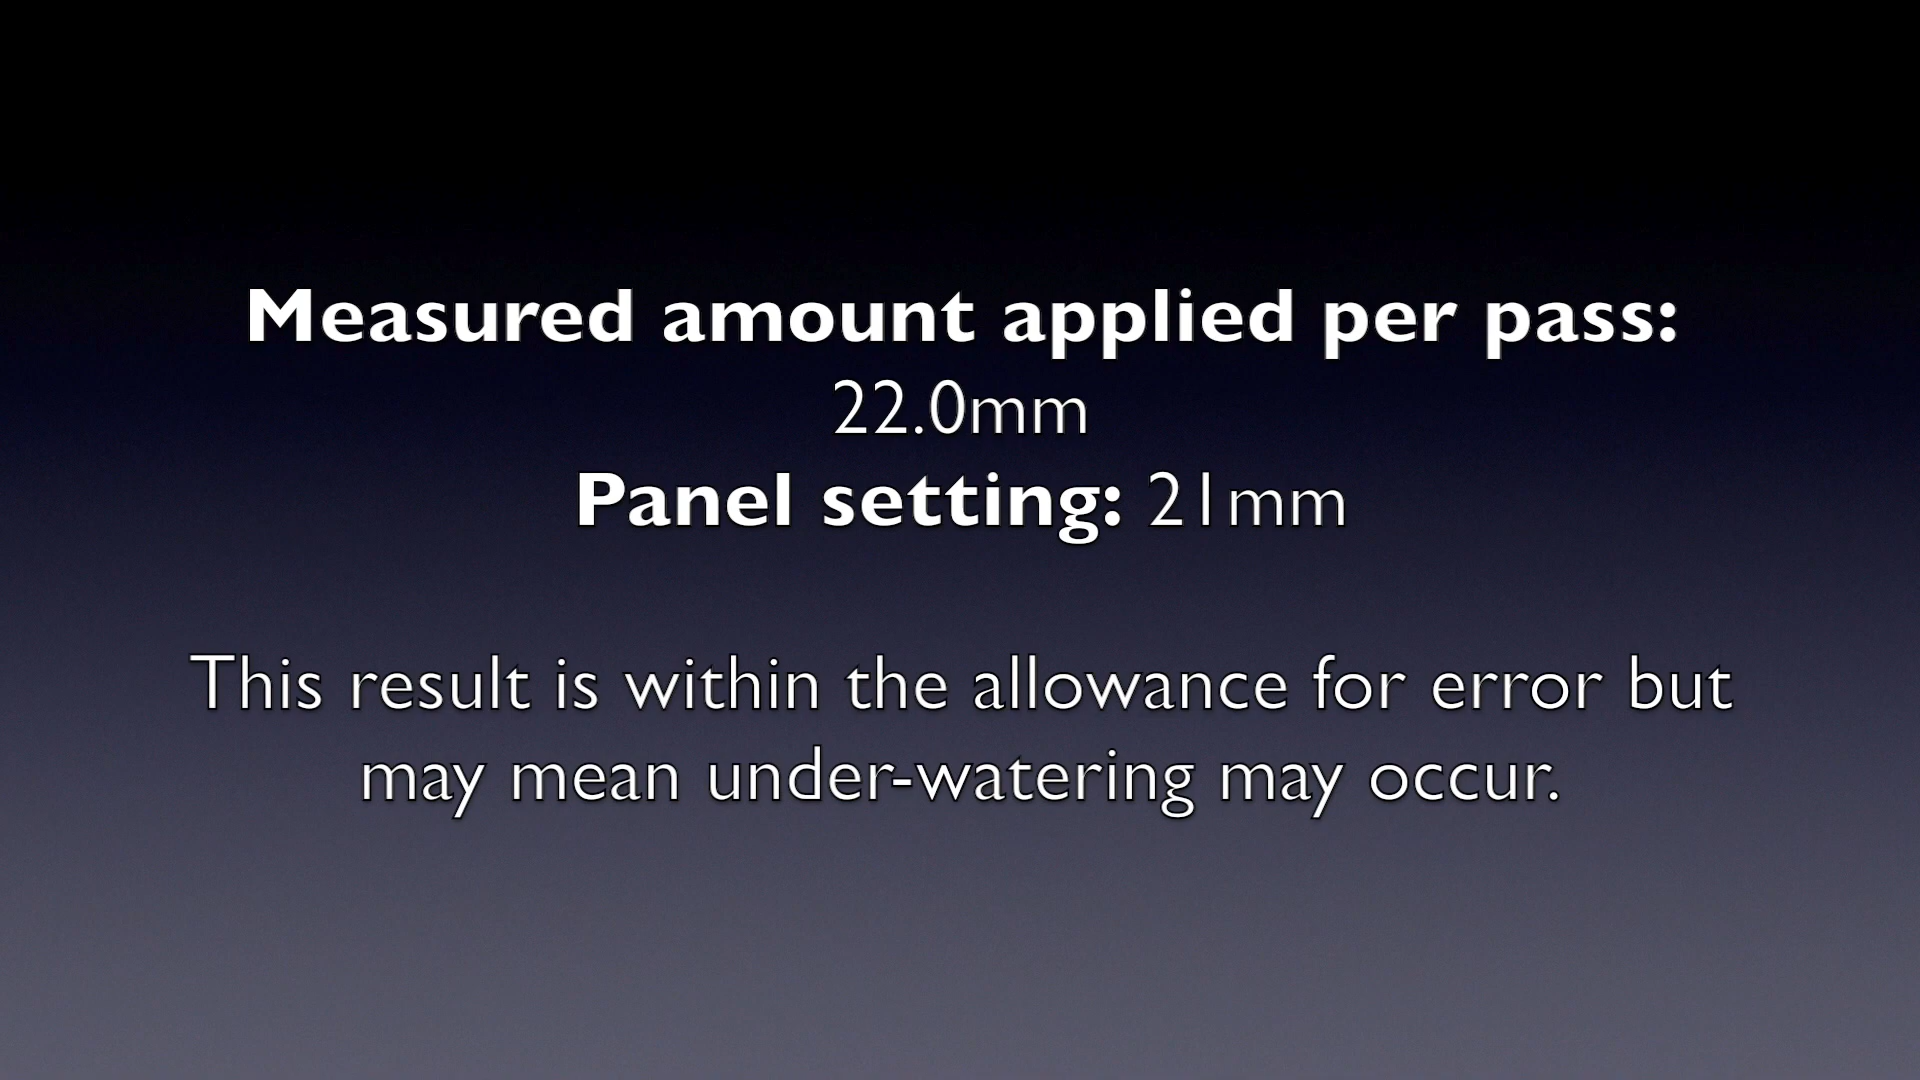 Measured amount applied per pass:
22.0mm
Panel setting: 21mm
This result is within the allowance for error but
may mean under-watering may occur.